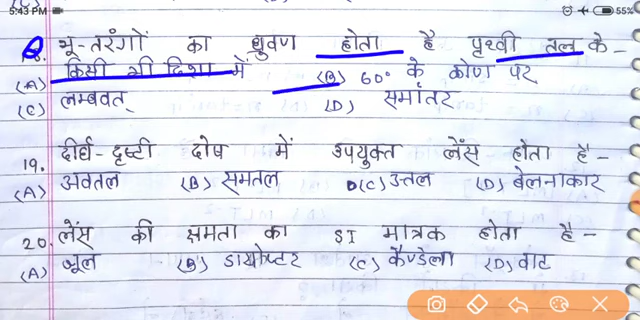 5:43 PM 55%
18. भू-तरंगों का ध्रुवण होता है पृथ्वी तल के-
(A) किसी भी दिशा में (B) 60° के कोण पर
(C) लम्बवत् (D) समांतर
19. दीर्घ-दृष्टी दोष में उपयुक्त लेंस होता है-
(A) अवतल (B) समतल (C) उत्तल (D) बेलनाकार
20. लेंस की क्षमता का SI मात्रक होता है-
(A) जूल (B) डायोप्टर (C) कैण्डेला (D) वाट